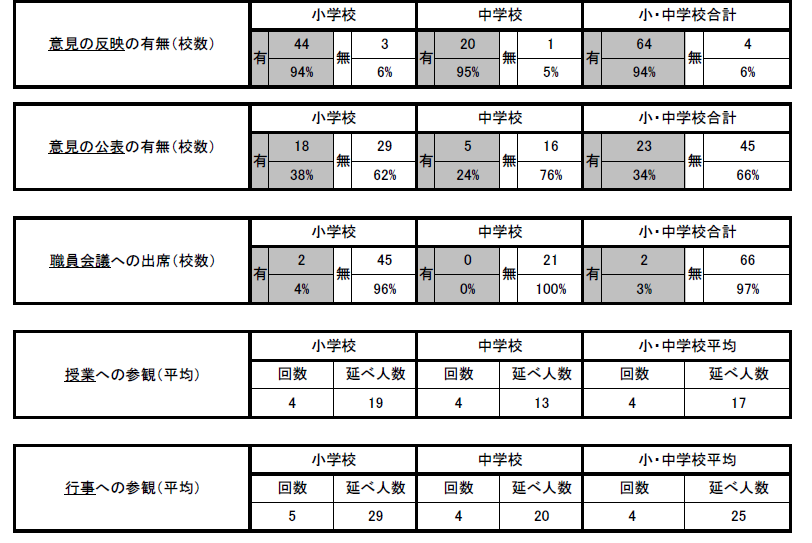 小学校 中学校 小・中学校合計
意見の反映の有無（校数） 有 44 無 3 有 20 無 1 有 64 無 4
94% 6% 95% 5% 94% 6%
小学校 中学校 小・中学校合計
意見の公表の有無（校数） 有 18 無 29 有 5 無 16 有 23 無 45
38% 62% 24% 76% 34% 66%
小学校 中学校 小・中学校合計
職員会議への出席（校数） 有 2 無 45 有 0 無 21 有 2 無 66
4% 96% 0% 100% 3% 97%
小学校 中学校 小・中学校平均
授業への参観（平均） 回数 延べ人数 回数 延べ人数 回数 延べ人数
4 19 4 13 4 17
小学校 中学校 小・中学校平均
行事への参観（平均） 回数 延べ人数 回数 延べ人数 回数 延べ人数
5 29 4 20 4 25